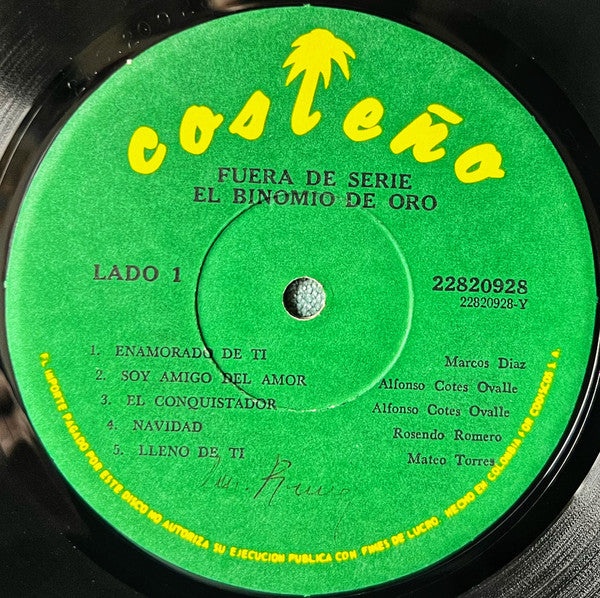 costeño
FUERA DE SERIE
EL BINOMIO DE ORO
LADO 1
22820928
22820928-Y
1. ENAMORADO DE TI Marcos Diaz
2. SOY AMIGO DEL AMOR Alfonso Cotes Ovalle
3. EL CONQUISTADOR Alfonso Cotes Ovalle
4. NAVIDAD Rosendo Romero
5. LLENO DE TI Mateo Torres
EL IMPORTE PAGADO POR ESTE DISCO NO AUTORIZA SU EJECUCION PUBLICA CON FINES DE LUCRO. HECHO EN COLOMBIA POR CODISCOS S. A.